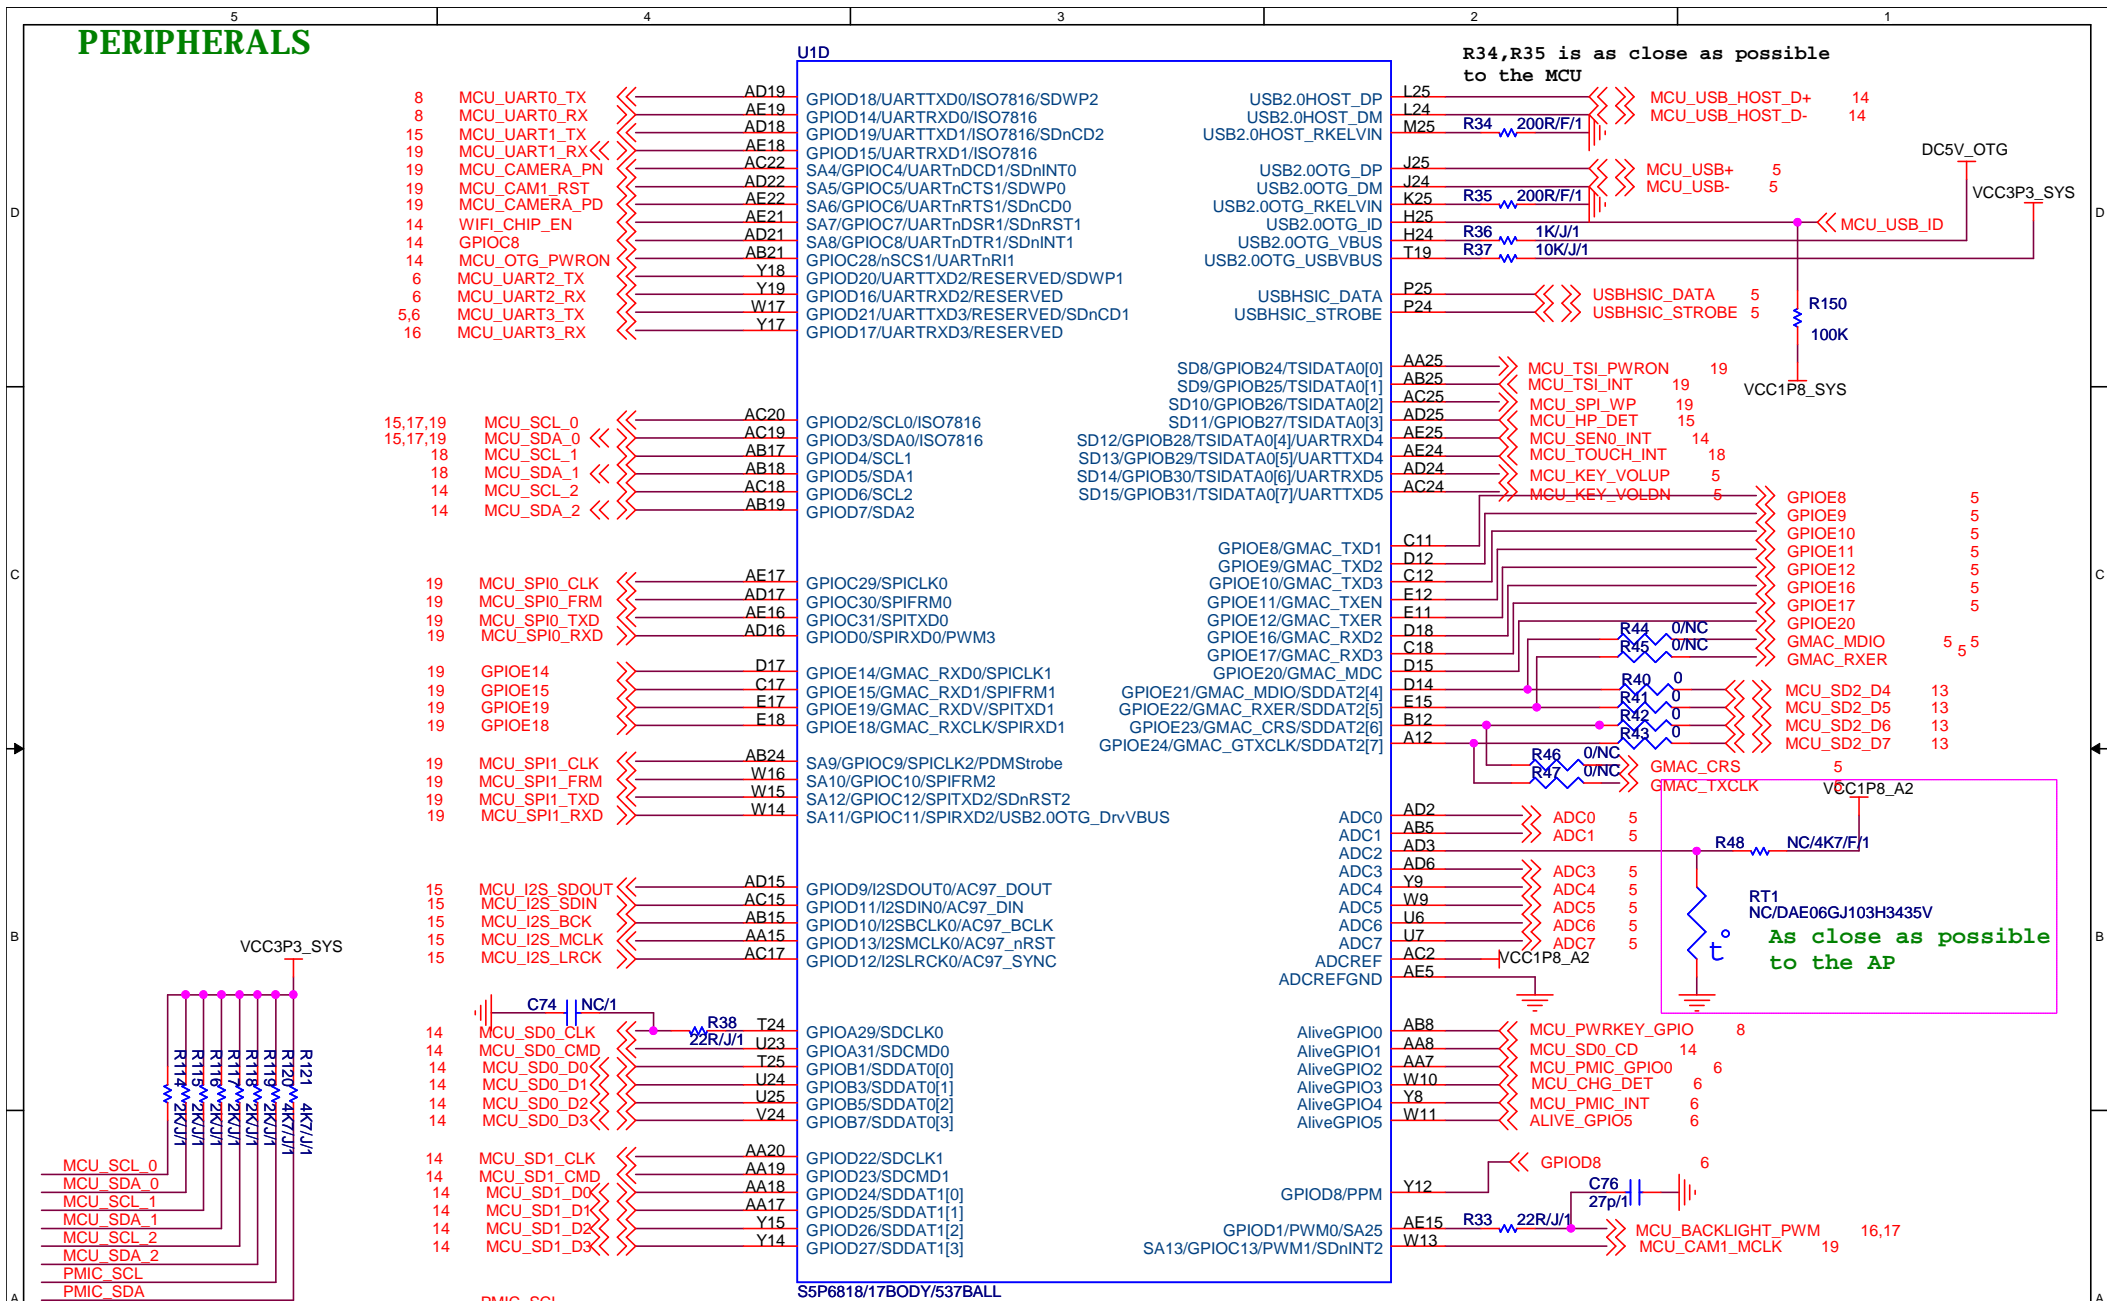 5 4 3 2 1
PERIPHERALS
U1D
R34,R35 is as close as possible
to the MCU
8 MCU_UART0_TX AD19 GPIOD18/UARTTXD0/ISO7816/SDWP2
8 MCU_UART0_RX AE19 GPIOD14/UARTRXD0/ISO7816
15 MCU_UART1_TX AD18 GPIOD19/UARTTXD1/ISO7816/SDnCD2
19 MCU_UART1_RX AE18 GPIOD15/UARTRXD1/ISO7816
19 MCU_CAMERA_PN AC22 SA4/GPIOC4/UARTnDCD1/SDnINT0
19 MCU_CAM1_RST AD22 SA5/GPIOC5/UARTnCTS1/SDWP0
19 MCU_CAMERA_PD AE22 SA6/GPIOC6/UARTnRTS1/SDnCD0
14 WIFI_CHIP_EN AE21 SA7/GPIOC7/UARTnDSR1/SDnRST1
14 GPIOC8 AD21 SA8/GPIOC8/UARTnDTR1/SDnINT1
14 MCU_OTG_PWRON AB21 GPIOC28/nSCS1/UARTnRI1
6 MCU_UART2_TX Y18 GPIOD20/UARTTXD2/RESERVED/SDWP1
6 MCU_UART2_RX Y19 GPIOD16/UARTRXD2/RESERVED
5,6 MCU_UART3_TX W17 GPIOD21/UARTTXD3/RESERVED/SDnCD1
16 MCU_UART3_RX Y17 GPIOD17/UARTRXD3/RESERVED
15,17,19 MCU_SCL_0 AC20 GPIOD2/SCL0/ISO7816
15,17,19 MCU_SDA_0 AC19 GPIOD3/SDA0/ISO7816
18 MCU_SCL_1 AB17 GPIOD4/SCL1
18 MCU_SDA_1 AB18 GPIOD5/SDA1
14 MCU_SCL_2 AC18 GPIOD6/SCL2
14 MCU_SDA_2 AB19 GPIOD7/SDA2
19 MCU_SPI0_CLK AE17 GPIOC29/SPICLK0
19 MCU_SPI0_FRM AD17 GPIOC30/SPIFRM0
19 MCU_SPI0_TXD AE16 GPIOC31/SPITXD0
19 MCU_SPI0_RXD AD16 GPIOD0/SPIRXD0/PWM3
19 GPIOE14 D17 GPIOE14/GMAC_RXD0/SPICLK1
19 GPIOE15 C17 GPIOE15/GMAC_RXD1/SPIFRM1
19 GPIOE19 E17 GPIOE19/GMAC_RXDV/SPITXD1
19 GPIOE18 E18 GPIOE18/GMAC_RXCLK/SPIRXD1
19 MCU_SPI1_CLK AB24 SA9/GPIOC9/SPICLK2/PDMStrobe
19 MCU_SPI1_FRM W16 SA10/GPIOC10/SPIFRM2
19 MCU_SPI1_TXD W15 SA12/GPIOC12/SPITXD2/SDnRST2
19 MCU_SPI1_RXD W14 SA11/GPIOC11/SPIRXD2/USB2.0OTG_DrvVBUS
15 MCU_I2S_SDOUT AD15 GPIOD9/I2SDOUT0/AC97_DOUT
15 MCU_I2S_SDIN AC15 GPIOD11/I2SDIN0/AC97_DIN
15 MCU_I2S_BCK AB15 GPIOD10/I2SBCLK0/AC97_BCLK
15 MCU_I2S_MCLK AA15 GPIOD13/I2SMCLK0/AC97_nRST
15 MCU_I2S_LRCK AC17 GPIOD12/I2SLRCK0/AC97_SYNC
C74 NC/1
R38
22R/J/1
14 MCU_SD0_CLK T24 GPIOA29/SDCLK0
14 MCU_SD0_CMD U23 GPIOA31/SDCMD0
14 MCU_SD0_D0 T25 GPIOB1/SDDAT0[0]
14 MCU_SD0_D1 U24 GPIOB3/SDDAT0[1]
14 MCU_SD0_D2 U25 GPIOB5/SDDAT0[2]
14 MCU_SD0_D3 V24 GPIOB7/SDDAT0[3]
14 MCU_SD1_CLK AA20 GPIOD22/SDCLK1
14 MCU_SD1_CMD AA19 GPIOD23/SDCMD1
14 MCU_SD1_D0 AA18 GPIOD24/SDDAT1[0]
14 MCU_SD1_D1 AA17 GPIOD25/SDDAT1[1]
14 MCU_SD1_D2 Y15 GPIOD26/SDDAT1[2]
14 MCU_SD1_D3 Y14 GPIOD27/SDDAT1[3]
USB2.0HOST_DP L25 MCU_USB_HOST_D+ 14
USB2.0HOST_DM L24 MCU_USB_HOST_D- 14
USB2.0HOST_RKELVIN M25 R34 200R/F/1
USB2.0OTG_DP J25 MCU_USB+ 5
USB2.0OTG_DM J24 MCU_USB- 5
USB2.0OTG_RKELVIN K25 R35 200R/F/1
USB2.0OTG_ID H25 MCU_USB_ID
USB2.0OTG_VBUS H24 R36 1K/J/1
USB2.0OTG_USBVBUS T19 R37 10K/J/1
DC5V_OTG
VCC3P3_SYS
USBHSIC_DATA P25 USBHSIC_DATA 5
USBHSIC_STROBE P24 USBHSIC_STROBE 5
R150
100K
VCC1P8_SYS
SD8/GPIOB24/TSIDATA0[0] AA25 MCU_TSI_PWRON 19
SD9/GPIOB25/TSIDATA0[1] AB25 MCU_TSI_INT 19
SD10/GPIOB26/TSIDATA0[2] AC25 MCU_SPI_WP 19
SD11/GPIOB27/TSIDATA0[3] AD25 MCU_HP_DET 15
SD12/GPIOB28/TSIDATA0[4]/UARTRXD4 AE25 MCU_SEN0_INT 14
SD13/GPIOB29/TSIDATA0[5]/UARTTXD4 AE24 MCU_TOUCH_INT 18
SD14/GPIOB30/TSIDATA0[6]/UARTRXD5 AD24 MCU_KEY_VOLUP 5
SD15/GPIOB31/TSIDATA0[7]/UARTTXD5 AC24 MCU_KEY_VOLDN 5
GPIOE8/GMAC_TXD1 C11 GPIOE8 5
GPIOE9/GMAC_TXD2 D12 GPIOE9 5
GPIOE10/GMAC_TXD3 C12 GPIOE10 5
GPIOE11/GMAC_TXEN E12 GPIOE11 5
GPIOE12/GMAC_TXER E11 GPIOE12 5
GPIOE16/GMAC_RXD2 D18 GPIOE16 5
GPIOE17/GMAC_RXD3 C18 GPIOE17 5
GPIOE20/GMAC_MDC D15 GPIOE20
R44 0/NC GMAC_MDIO 5 5
R45 0/NC GMAC_RXER 5
GPIOE21/GMAC_MDIO/SDDAT2[4] D14 R40 0 MCU_SD2_D4 13
GPIOE22/GMAC_RXER/SDDAT2[5] E15 R41 0 MCU_SD2_D5 13
GPIOE23/GMAC_CRS/SDDAT2[6] B12 R42 0 MCU_SD2_D6 13
GPIOE24/GMAC_GTXCLK/SDDAT2[7] A12 R43 0 MCU_SD2_D7 13
R46 0/NC GMAC_CRS 5
R47 0/NC GMAC_TXCLK 5
VCC1P8_A2
ADC0 AD2 ADC0 5
ADC1 AB5 ADC1 5
ADC2 AD3 R48 NC/4K7/F/1
ADC3 AD6 ADC3 5
ADC4 Y9 ADC4 5
ADC5 W9 ADC5 5
ADC6 U6 ADC6 5
ADC7 U7 ADC7 5
ADCREF AC2 VCC1P8_A2
ADCREFGND AE5
RT1
NC/DAE06GJ103H3435V
t°
As close as possible
to the AP
AliveGPIO0 AB8 MCU_PWRKEY_GPIO 8
AliveGPIO1 AA8 MCU_SD0_CD 14
AliveGPIO2 AA7 MCU_PMIC_GPIO0 6
AliveGPIO3 W10 MCU_CHG_DET 6
AliveGPIO4 Y8 MCU_PMIC_INT 6
AliveGPIO5 W11 ALIVE_GPIO5 6
GPIOD8/PPM Y12 GPIOD8 6
C76
27p/1
GPIOD1/PWM0/SA25 AE15 R33 22R/J/1 MCU_BACKLIGHT_PWM 16,17
SA13/GPIOC13/PWM1/SDnINT2 W13 MCU_CAM1_MCLK 19
S5P6818/17BODY/537BALL
VCC3P3_SYS
R114 2K/J/1
R115 2K/J/1
R116 2K/J/1
R117 2K/J/1
R118 2K/J/1
R119 2K/J/1
R120 4K7/J/1
R121 4K7/J/1
MCU_SCL_0
MCU_SDA_0
MCU_SCL_1
MCU_SDA_1
MCU_SCL_2
MCU_SDA_2
PMIC_SCL
PMIC_SDA
PMIC_SCL
D D
C C
B B
A A